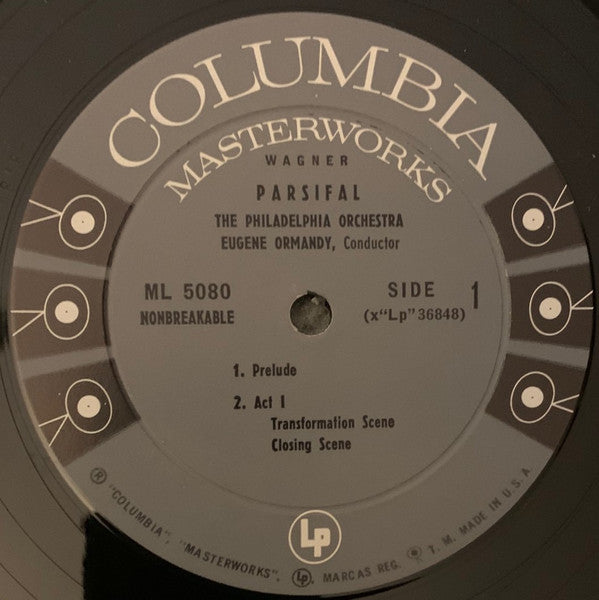 COLUMBIA
MASTERWORKS
WAGNER
PARSIFAL
THE PHILADELPHIA ORCHESTRA
EUGENE ORMANDY, Conductor
ML 5080
NONBREAKABLE
SIDE 1
(x"Lp"36848)
1. Prelude
2. Act I
Transformation Scene
Closing Scene
LP
® "COLUMBIA", "MASTERWORKS", LP, MARCAS REG. T. M. MADE IN U. S. A.